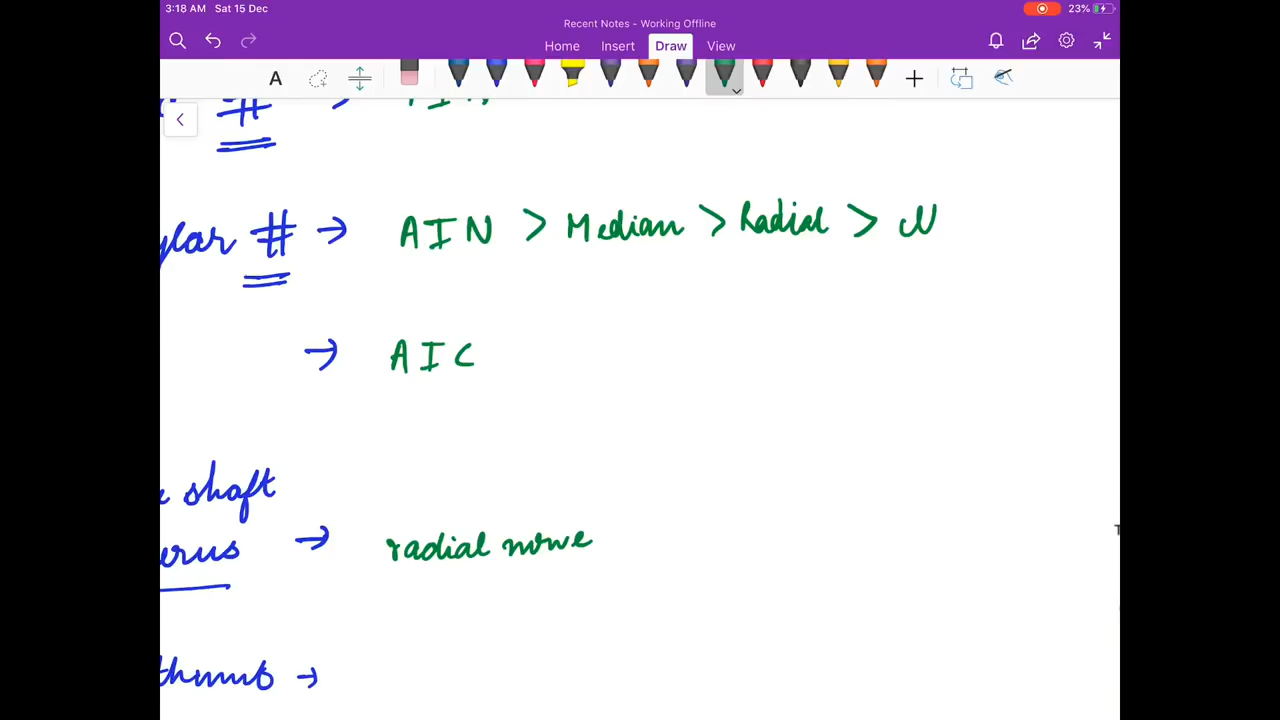 3:18 AM Sat 15 Dec
Recent Notes - Working Offline
23%
Home Insert Draw View
A
#
ylar # → AIN > Median > Radial > U
→ AIC
shaft
erus → radial nerve
thumb →
T